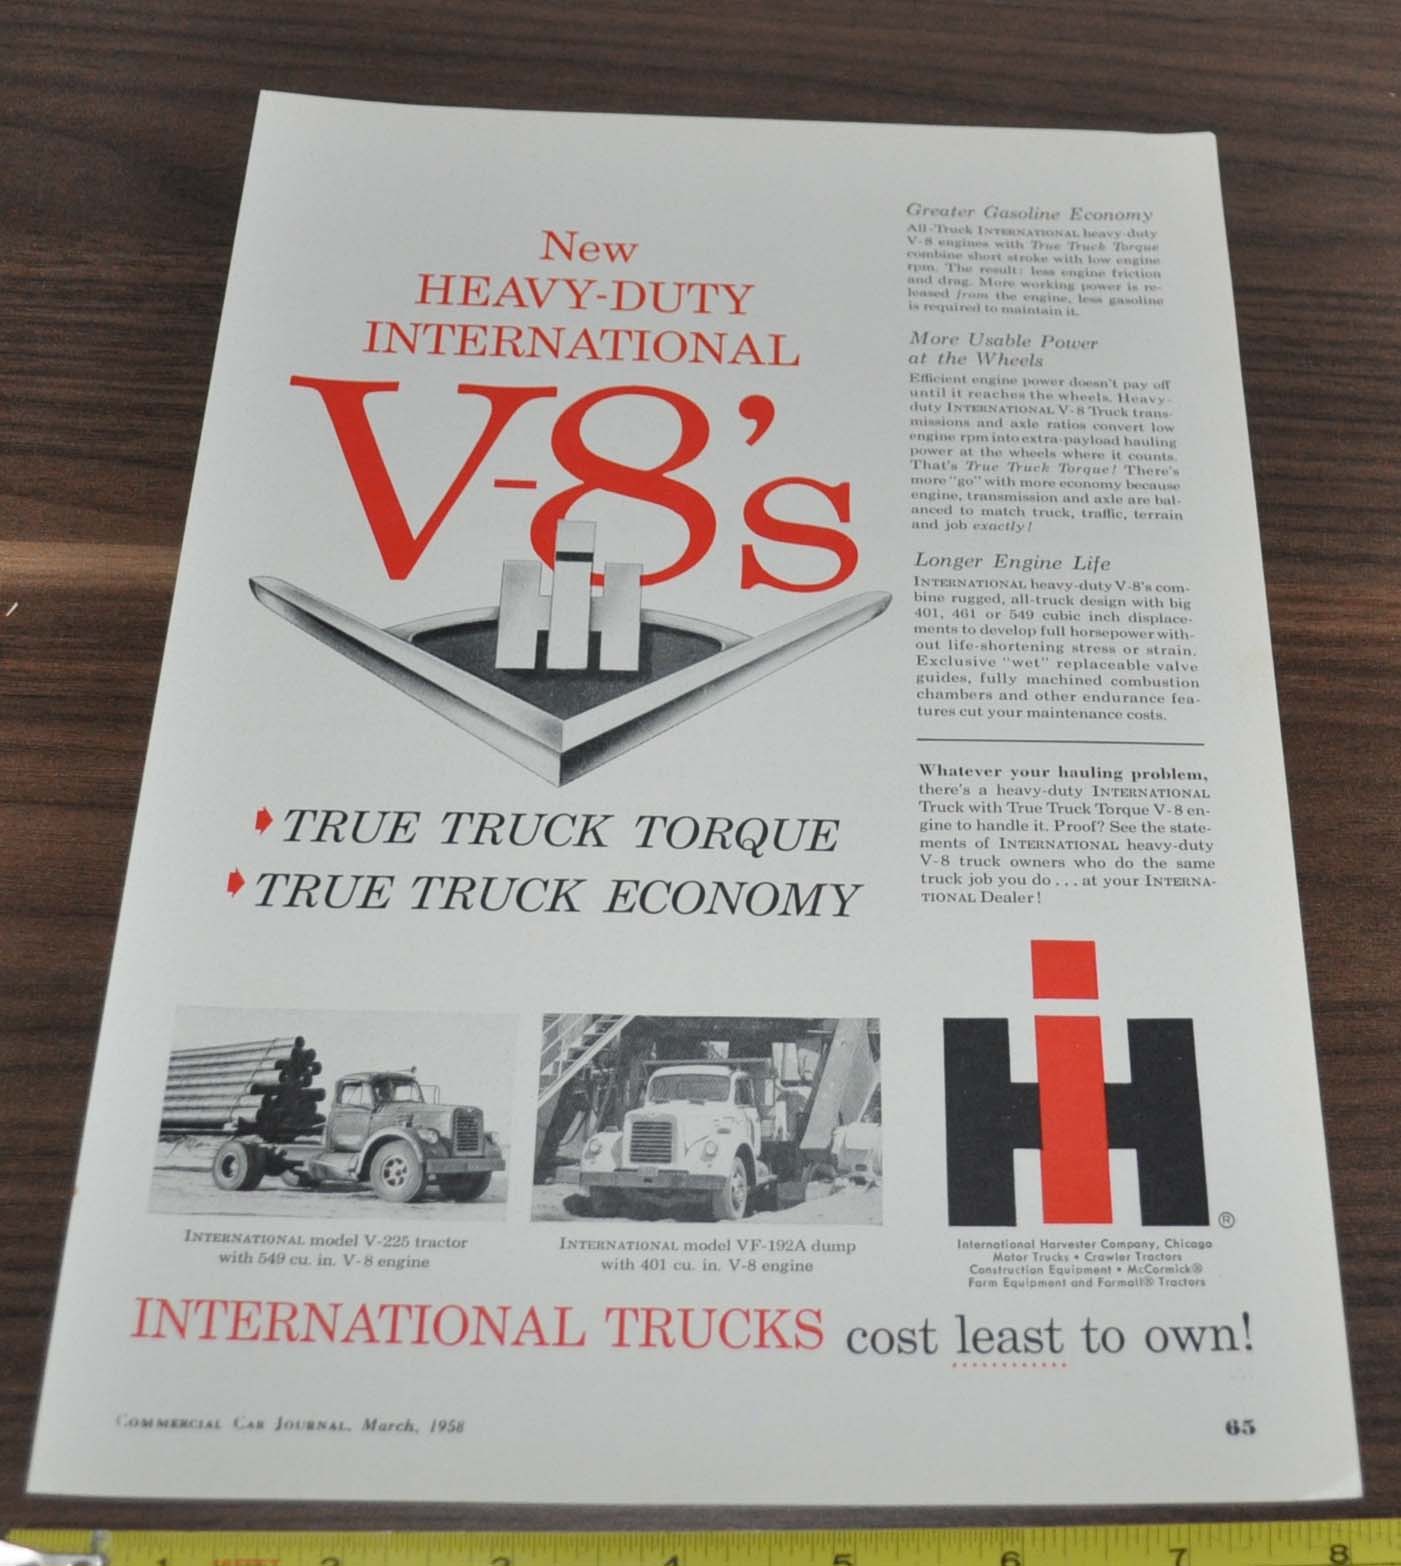 New
HEAVY-DUTY
INTERNATIONAL
V-8's
TRUE TRUCK TORQUE
TRUE TRUCK ECONOMY
Greater Gasoline Economy
All-Truck INTERNATIONAL heavy-duty
V-8 engines with True Truck Torque
combine short stroke with low engine
rpm. The result: less engine friction
and drag. More working power is re-
leased from the engine, less gasoline
is required to maintain it.
More Usable Power
at the Wheels
Efficient engine power doesn't pay off
until it reaches the wheels. Heavy-
duty INTERNATIONAL V-8 Truck trans-
missions and axle ratios convert low
engine rpm into extra-payload hauling
power at the wheels where it counts.
That's True Truck Torque! There's
more "go" with more economy because
engine, transmission and axle are bal-
anced to match truck, traffic, terrain
and job exactly!
Longer Engine Life
INTERNATIONAL heavy-duty V-8's com-
bine rugged, all-truck design with big
401, 461 or 549 cubic inch displace-
ments to develop full horsepower with-
out life-shortening stress or strain.
Exclusive "wet" replaceable valve
guides, fully machined combustion
chambers and other endurance fea-
tures cut your maintenance costs.
Whatever your hauling problem,
there's a heavy-duty INTERNATIONAL
Truck with True Truck Torque V-8 en-
gine to handle it. Proof? See the state-
ments of INTERNATIONAL heavy-duty
V-8 truck owners who do the same
truck job you do . . . at your INTERNA-
TIONAL Dealer!
INTERNATIONAL model V-225 tractor
with 549 cu. in. V-8 engine
INTERNATIONAL model VF-192A dump
with 401 cu. in. V-8 engine
iH ®
International Harvester Company, Chicago
Motor Trucks • Crawler Tractors
Construction Equipment • McCormick®
Farm Equipment and Farmall® Tractors
INTERNATIONAL TRUCKS cost least to own!
COMMERCIAL CAR JOURNAL, March, 1958
65
1 2 3 4 5 6 7 8